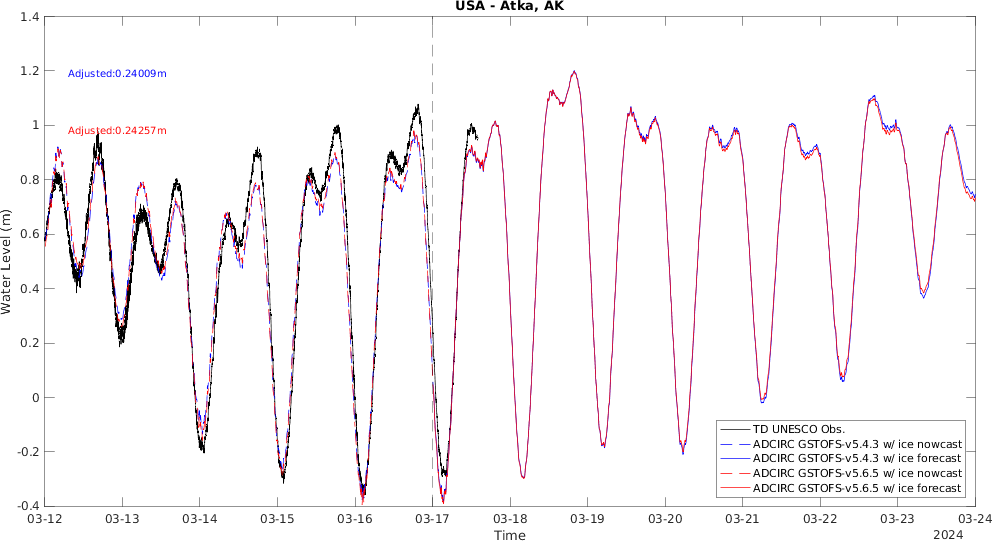 USA - Atka, AK
1.4
1.2
1
0.8
0.6
0.4
0.2
0
-0.2
-0.4
Water Level (m)
Adjusted:0.24009m
Adjusted:0.24257m
TD UNESCO Obs.
ADCIRC GSTOFS-v5.4.3 w/ ice nowcast
ADCIRC GSTOFS-v5.4.3 w/ ice forecast
ADCIRC GSTOFS-v5.6.5 w/ ice nowcast
ADCIRC GSTOFS-v5.6.5 w/ ice forecast
03-12 03-13 03-14 03-15 03-16 03-17 03-18 03-19 03-20 03-21 03-22 03-23 03-24
Time
2024